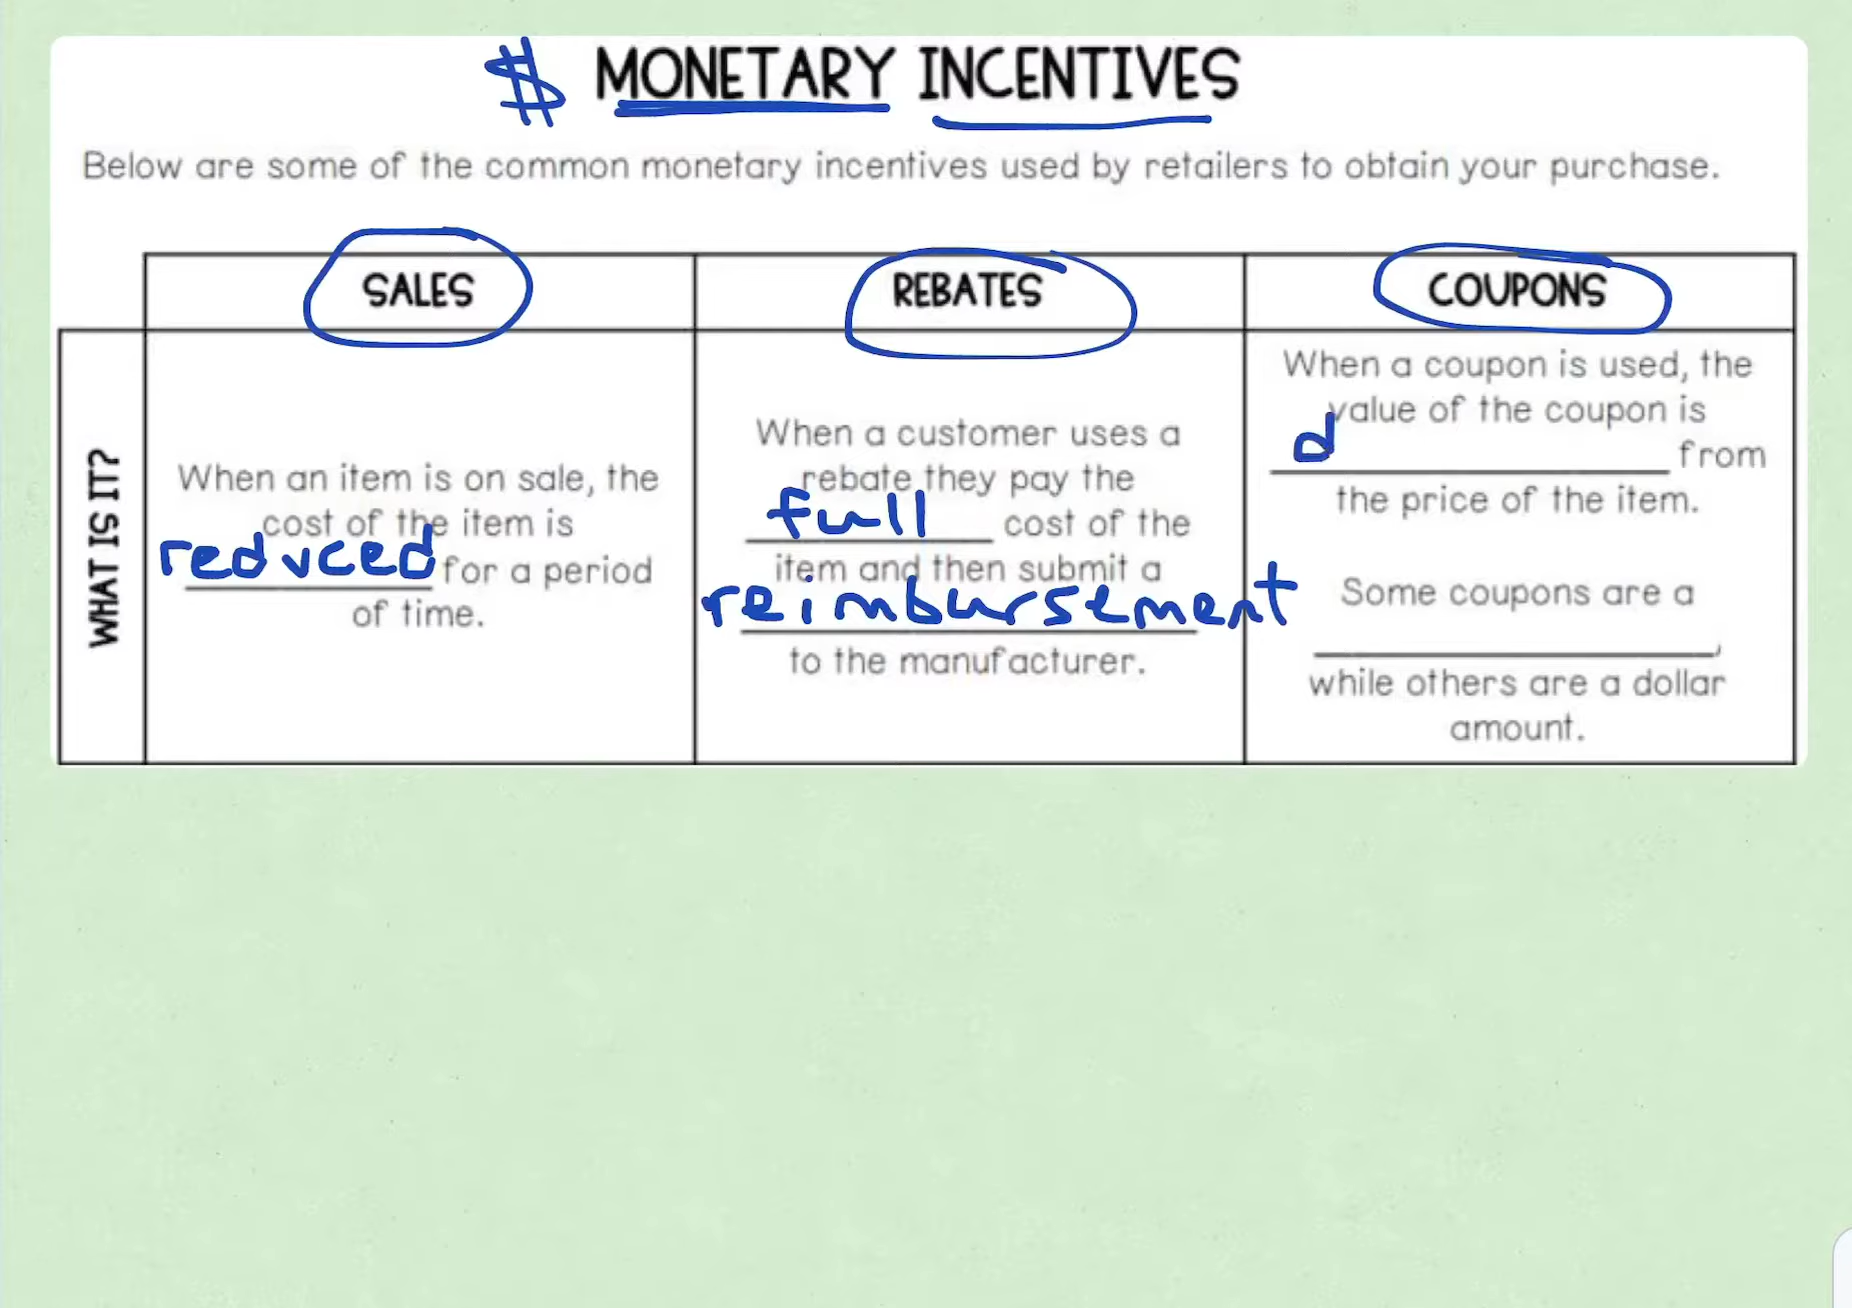 $ MONETARY INCENTIVES
Below are some of the common monetary incentives used by retailers to obtain your purchase.
SALES
REBATES
COUPONS
WHAT IS IT?
When an item is on sale, the
cost of the item is
reduced for a period
of time.
When a customer uses a
rebate they pay the
full cost of the
item and then submit a
reimbursement
to the manufacturer.
When a coupon is used, the
value of the coupon is
d from
the price of the item.
Some coupons are a
,
while others are a dollar
amount.